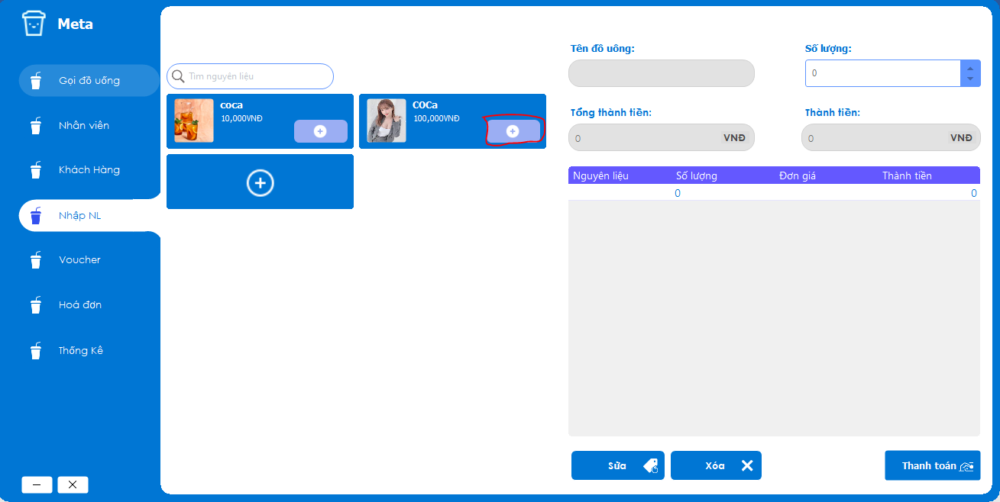 Meta
Gọi đồ uống
Nhân viên
Khách Hàng
Nhập NL
Voucher
Hoá đơn
Thống Kê
Tìm nguyên liệu
coca
10,000VNĐ
COCa
100,000VNĐ
Tên đồ uông:
Số lượng:
0
Tổng thành tiền:
Thành tiền:
0 VNĐ
0 VNĐ
Nguyên liệu Số lượng Đơn giá Thành tiền
0 0
Sửa
Xóa
Thanh toán